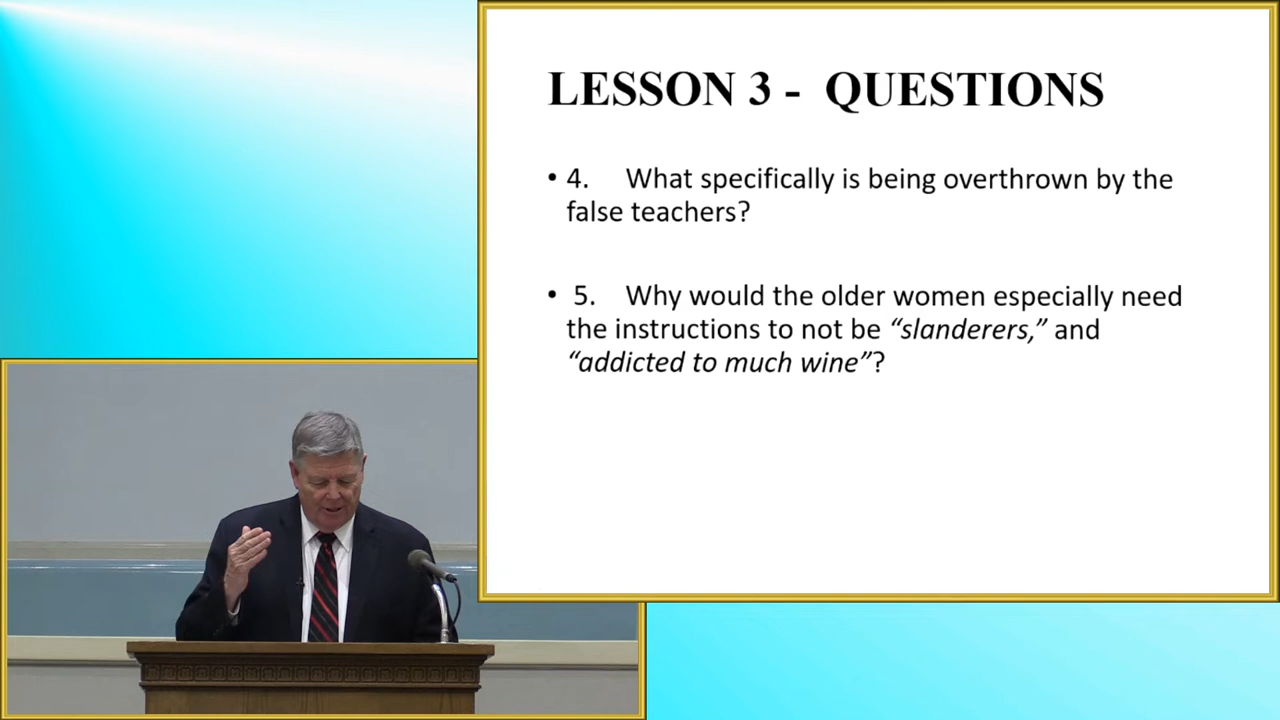 LESSON 3 - QUESTIONS
• 4. What specifically is being overthrown by the
false teachers?
• 5. Why would the older women especially need
the instructions to not be “slanderers,” and
“addicted to much wine”?